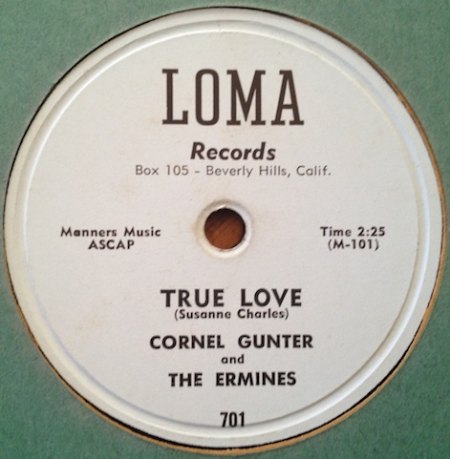 LOMA
Records
Box 105 - Beverly Hills, Calif.
Manners Music
ASCAP
Time 2:25
(M-101)
TRUE LOVE
(Susanne Charles)
CORNEL GUNTER
and
THE ERMINES
701